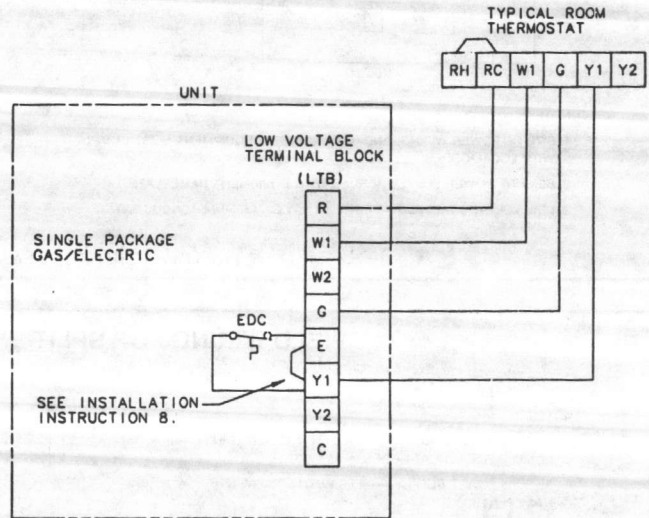 TYPICAL ROOM
THERMOSTAT
RH RC W1 G Y1 Y2
UNIT
LOW VOLTAGE
TERMINAL BLOCK
(LTB)
R
W1
SINGLE PACKAGE
GAS/ELECTRIC
W2
G
EDC
E
Y1
SEE INSTALLATION
INSTRUCTION 8.
Y2
C